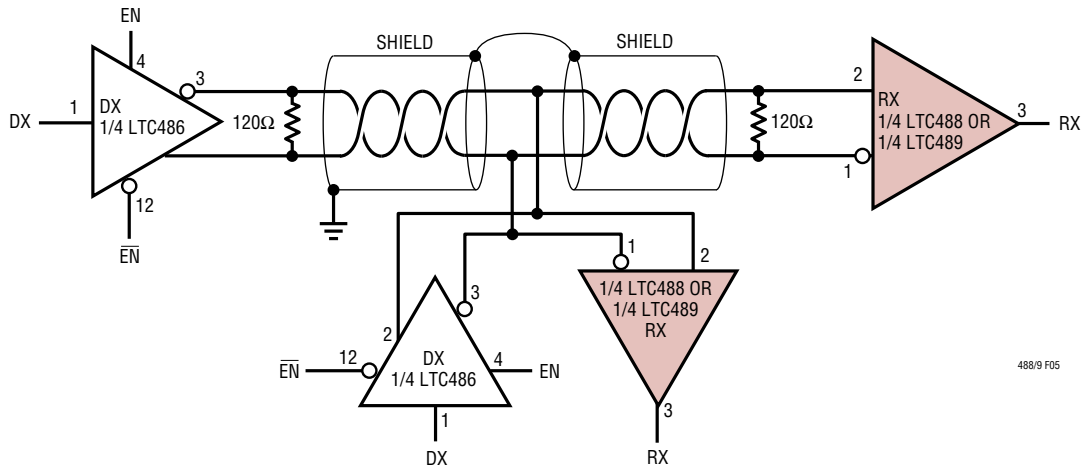 EN
4
3
DX
1
DX
1/4 LTC486
12
EN
120Ω
SHIELD
SHIELD
120Ω
2
RX
1/4 LTC488 OR
1/4 LTC489
1
3
RX
3
2
EN
12
DX
1/4 LTC486
4
EN
1
DX
1
2
1/4 LTC488 OR
1/4 LTC489
RX
3
RX
488/9 F05